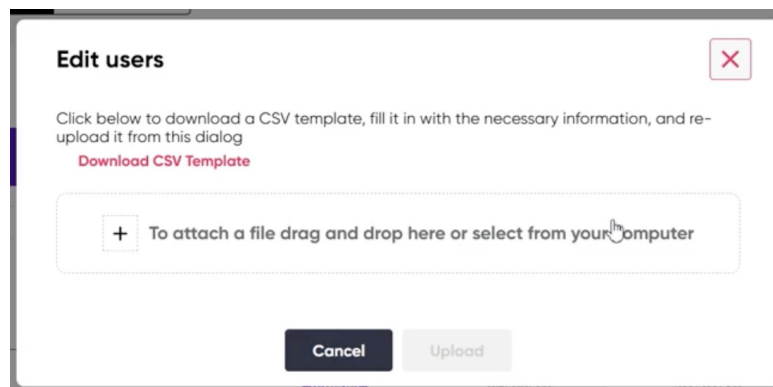 Edit users
Click below to download a CSV template, fill it in with the necessary information, and re-
upload it from this dialog
Download CSV Template
+ To attach a file drag and drop here or select from your computer
Cancel Upload